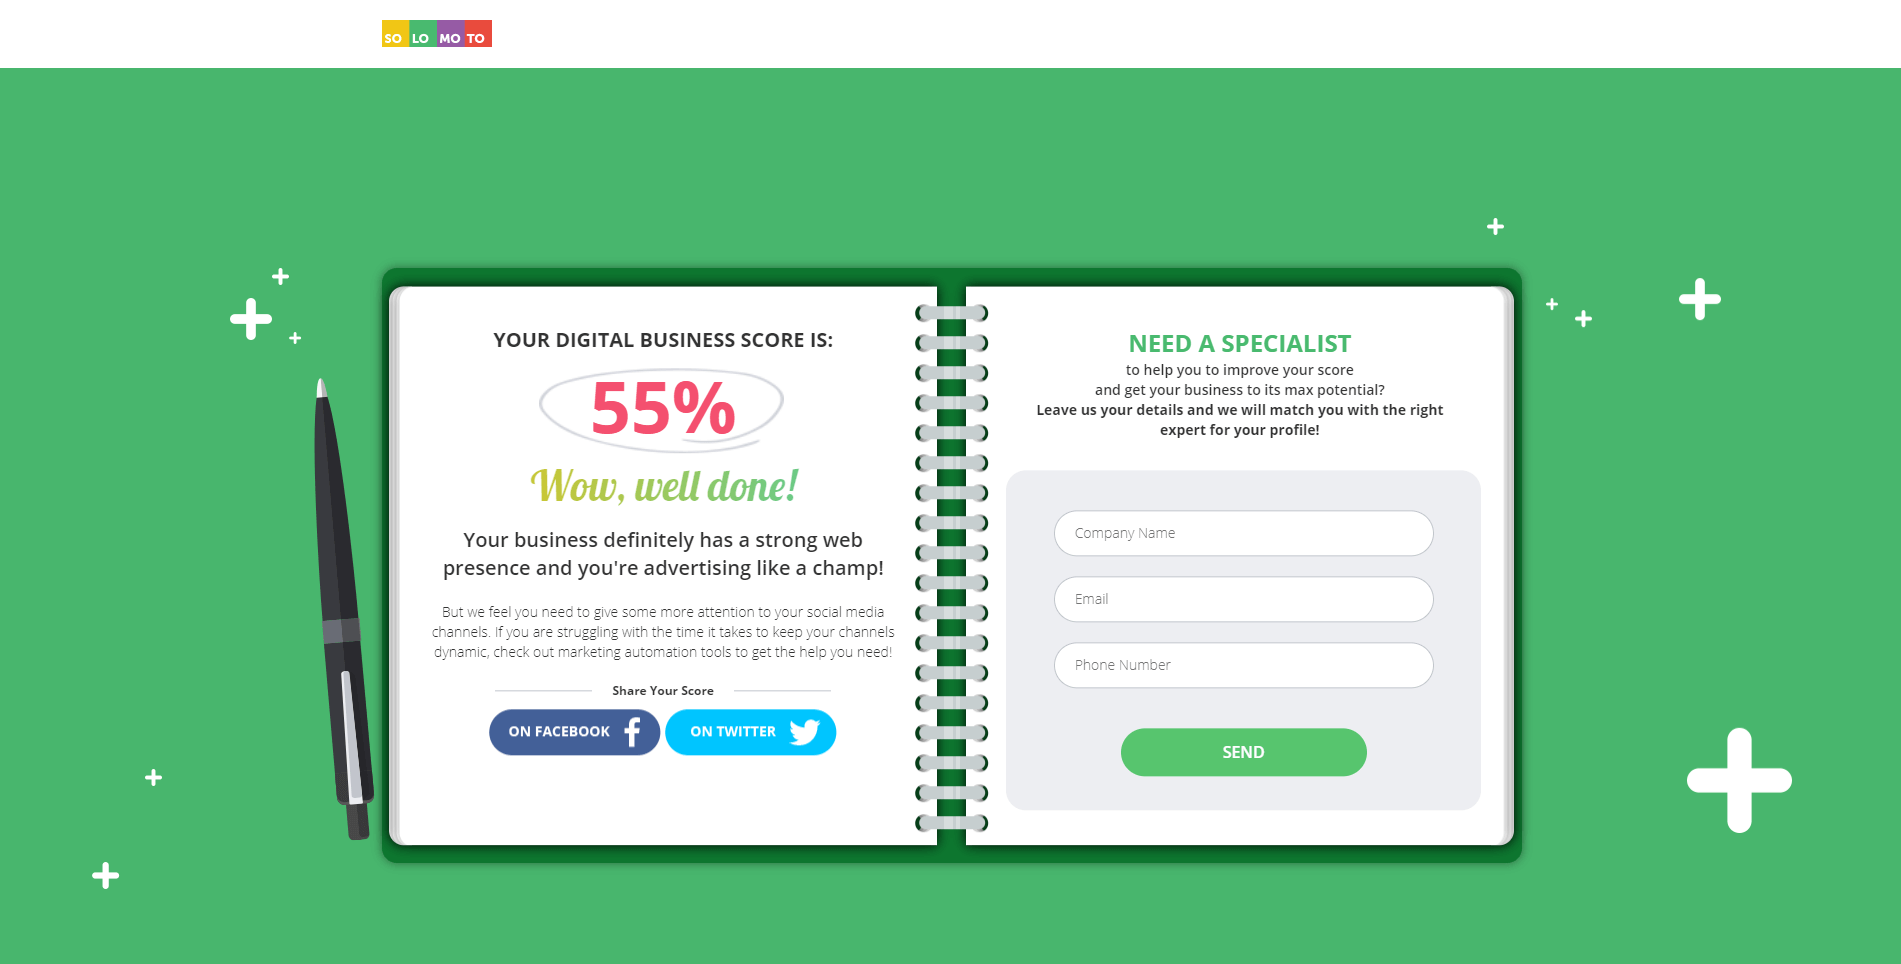 SO LO MO TO
YOUR DIGITAL BUSINESS SCORE IS:
55%
Wow, well done!
Your business definitely has a strong web
presence and you're advertising like a champ!
But we feel you need to give some more attention to your social media
channels. If you are struggling with the time it takes to keep your channels
dynamic, check out marketing automation tools to get the help you need!
Share Your Score
ON FACEBOOK
ON TWITTER
NEED A SPECIALIST
to help you to improve your score
and get your business to its max potential?
Leave us your details and we will match you with the right
expert for your profile!
Company Name
Email
Phone Number
SEND